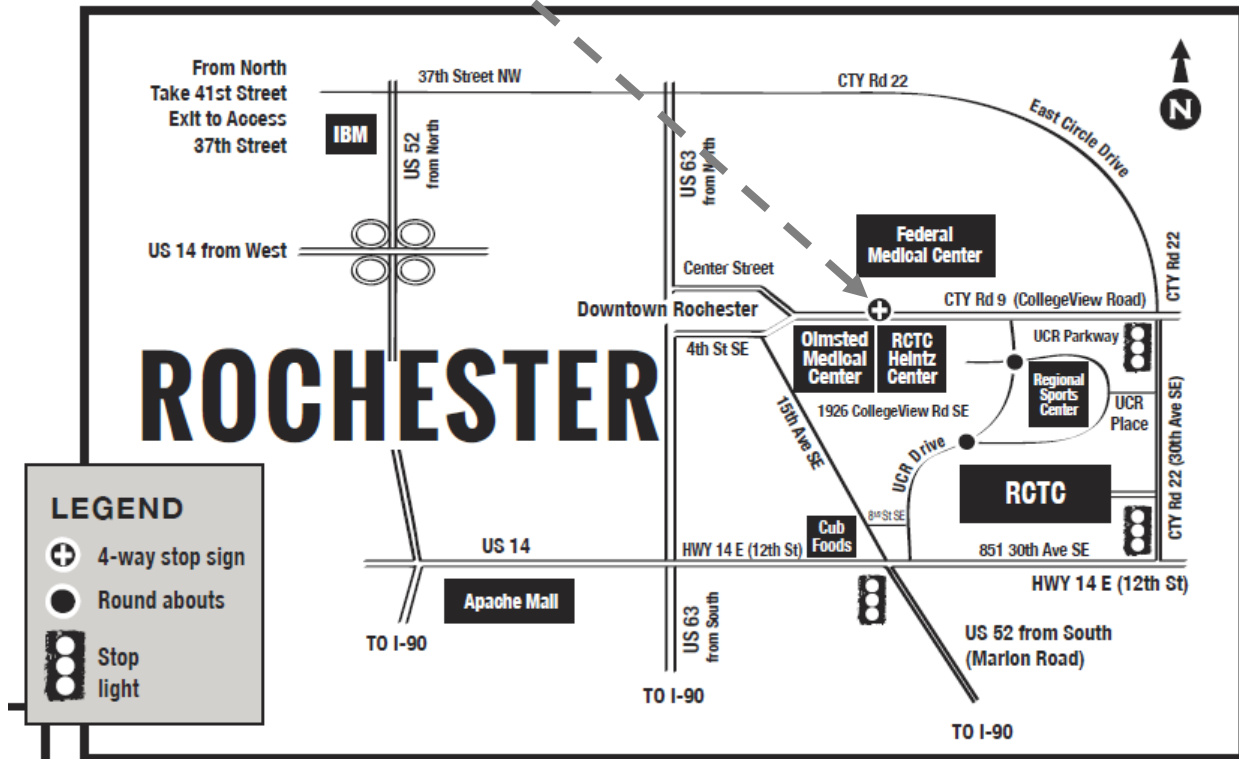 From North
Take 41st Street
Exit to Access
37th Street
IBM
37th Street NW
US 52
from North
US 14 from West
US 63
from North
CTY Rd 22
East Circle Drive
N
Federal
Medical Center
Center Street
Downtown Rochester
CTY Rd 9 (CollegeView Road)
CTY Rd 22
4th St SE
Olmsted
Medical
Center
RCTC
Heintz
Center
UCR Parkway
Regional
Sports
Center
UCR
Place
1926 CollegeView Rd SE
15th Ave SE
UCR Drive
CTY Rd 22 (30th Ave SE)
ROCHESTER
RCTC
8th St SE
Cub
Foods
US 14
HWY 14 E (12th St)
851 30th Ave SE
HWY 14 E (12th St)
Apache Mall
US 63
from South
US 52 from South
(Marion Road)
TO I-90
TO I-90
TO I-90
LEGEND
4-way stop sign
Round abouts
Stop
light